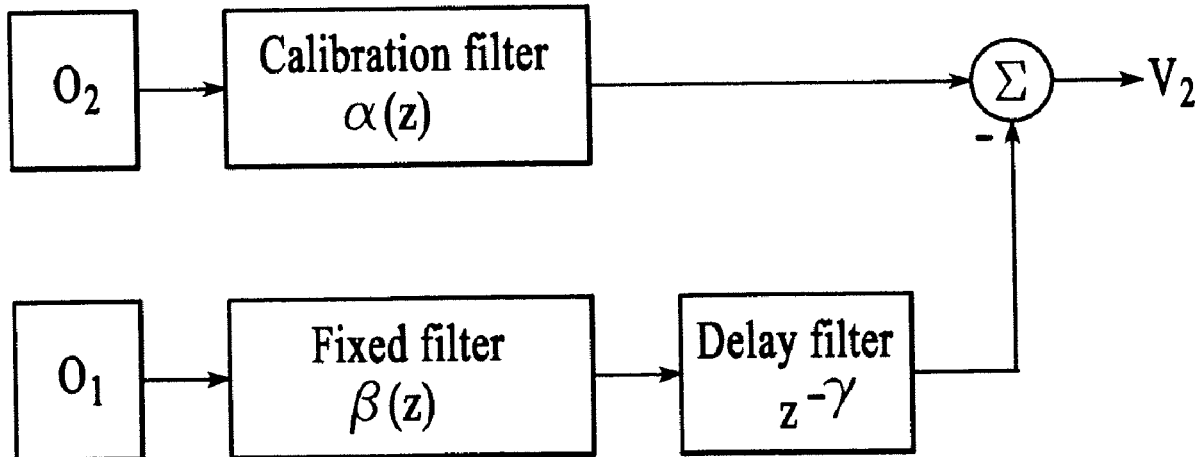 O₂
Calibration filter
α(z)
Σ
V₂
-
O₁
Fixed filter
β(z)
Delay filter
z^-γ